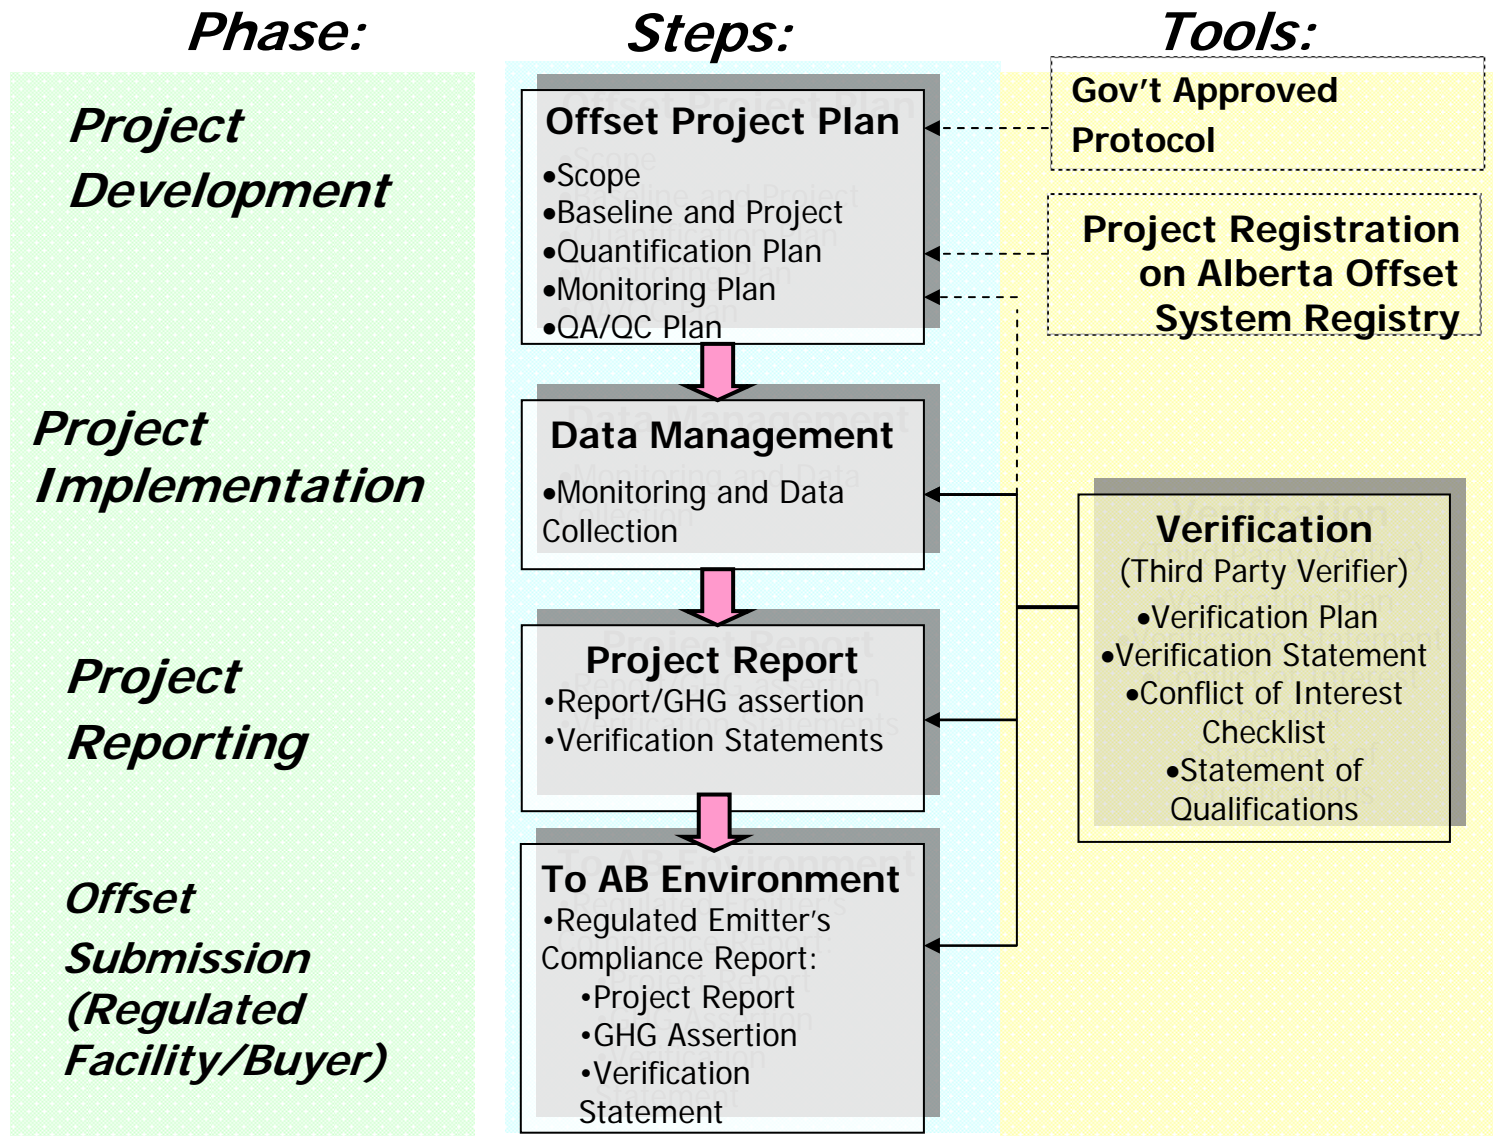 Phase:
Steps:
Tools:
Project
Development
Offset Project Plan
•Scope
•Baseline and Project
•Quantification Plan
•Monitoring Plan
•QA/QC Plan
Gov't Approved
Protocol
Project Registration
on Alberta Offset
System Registry
Project
Implementation
Data Management
•Monitoring and Data
Collection
Verification
(Third Party Verifier)
•Verification Plan
•Verification Statement
•Conflict of Interest
Checklist
•Statement of
Qualifications
Project
Reporting
Project Report
•Report/GHG assertion
•Verification Statements
Offset
Submission
(Regulated
Facility/Buyer)
To AB Environment
•Regulated Emitter's
Compliance Report:
•Project Report
•GHG Assertion
•Verification
Statement